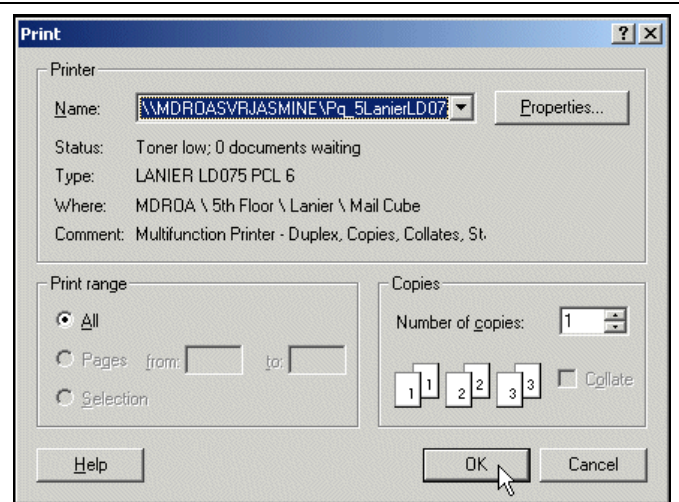 Print
Printer
Name: \\MDROASVRJASMINE\Pq_5LanierLD07 Properties...
Status: Toner low; 0 documents waiting
Type: LANIER LD075 PCL 6
Where: MDROA \ 5th Floor \ Lanier \ Mail Cube
Comment: Multifunction Printer - Duplex, Copies, Collates, St
Print range
All
Pages from: to:
Selection
Copies
Number of copies: 1
1 1 2 2 3 3 Collate
Help OK Cancel